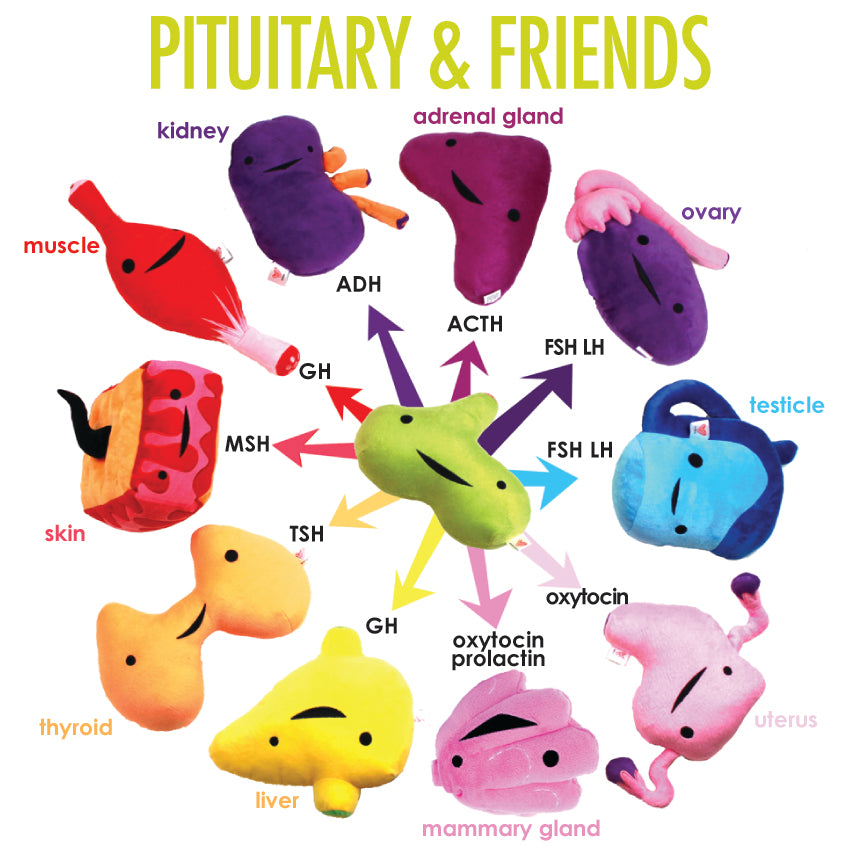 PITUITARY & FRIENDS
adrenal gland
kidney
ovary
muscle
ADH
ACTH
FSH LH
GH
testicle
MSH
FSH LH
skin
TSH
oxytocin
GH
oxytocin
prolactin
thyroid
uterus
liver
mammary gland